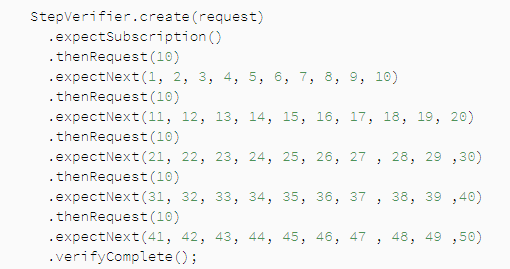 StepVerifier.create(request)
.expectSubscription()
.thenRequest(10)
.expectNext(1, 2, 3, 4, 5, 6, 7, 8, 9, 10)
.thenRequest(10)
.expectNext(11, 12, 13, 14, 15, 16, 17, 18, 19, 20)
.thenRequest(10)
.expectNext(21, 22, 23, 24, 25, 26, 27 , 28, 29 ,30)
.thenRequest(10)
.expectNext(31, 32, 33, 34, 35, 36, 37 , 38, 39 ,40)
.thenRequest(10)
.expectNext(41, 42, 43, 44, 45, 46, 47 , 48, 49 ,50)
.verifyComplete();